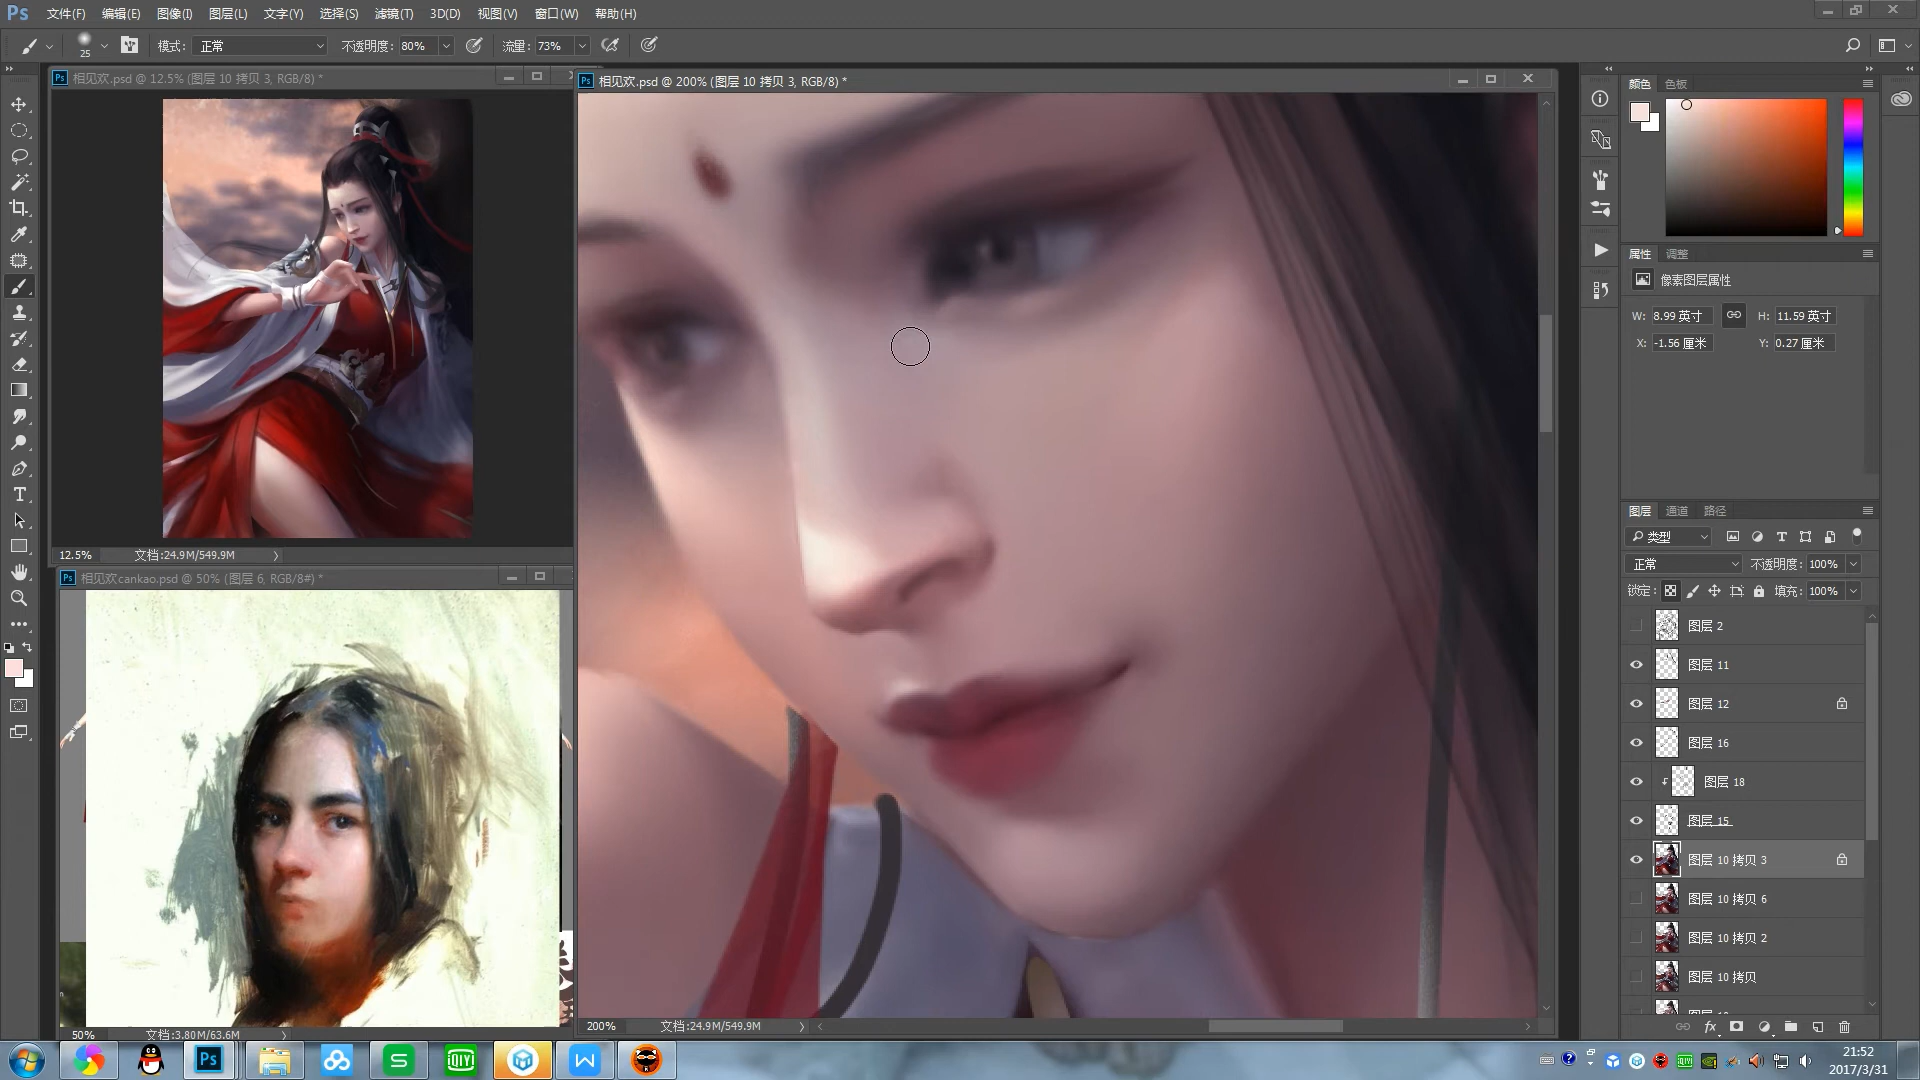 Ps 文件(F) 编辑(E) 图像(I) 图层(L) 文字(Y) 选择(S) 滤镜(T) 3D(D) 视图(V) 窗口(W) 帮助(H)
25 模式: 正常 不透明度: 80% 流量: 73%
Ps 相见欢.psd @ 12.5% (图层 10 拷贝 3, RGB/8) *
12.5% 文档:24.9M/549.9M
Ps 相见欢cankao.psd @ 50% (图层 6, RGB/8#) *
50% 文档:3.80M/63.6M
Ps 相见欢.psd @ 200% (图层 10 拷贝 3, RGB/8) *
200% 文档:24.9M/549.9M
颜色 色板
属性 调整
像素图层属性
W: 8.99 英寸 H: 11.59 英寸
X: -1.56 厘米 Y: 0.27 厘米
图层 通道 路径
类型
正常 不透明度: 100%
锁定: 填充: 100%
图层 2
图层 11
图层 12
图层 16
图层 18
图层 15
图层 10 拷贝 3
图层 10 拷贝 6
图层 10 拷贝 2
图层 10 拷贝
fx
Ps S QIYI W
21:52
2017/3/31